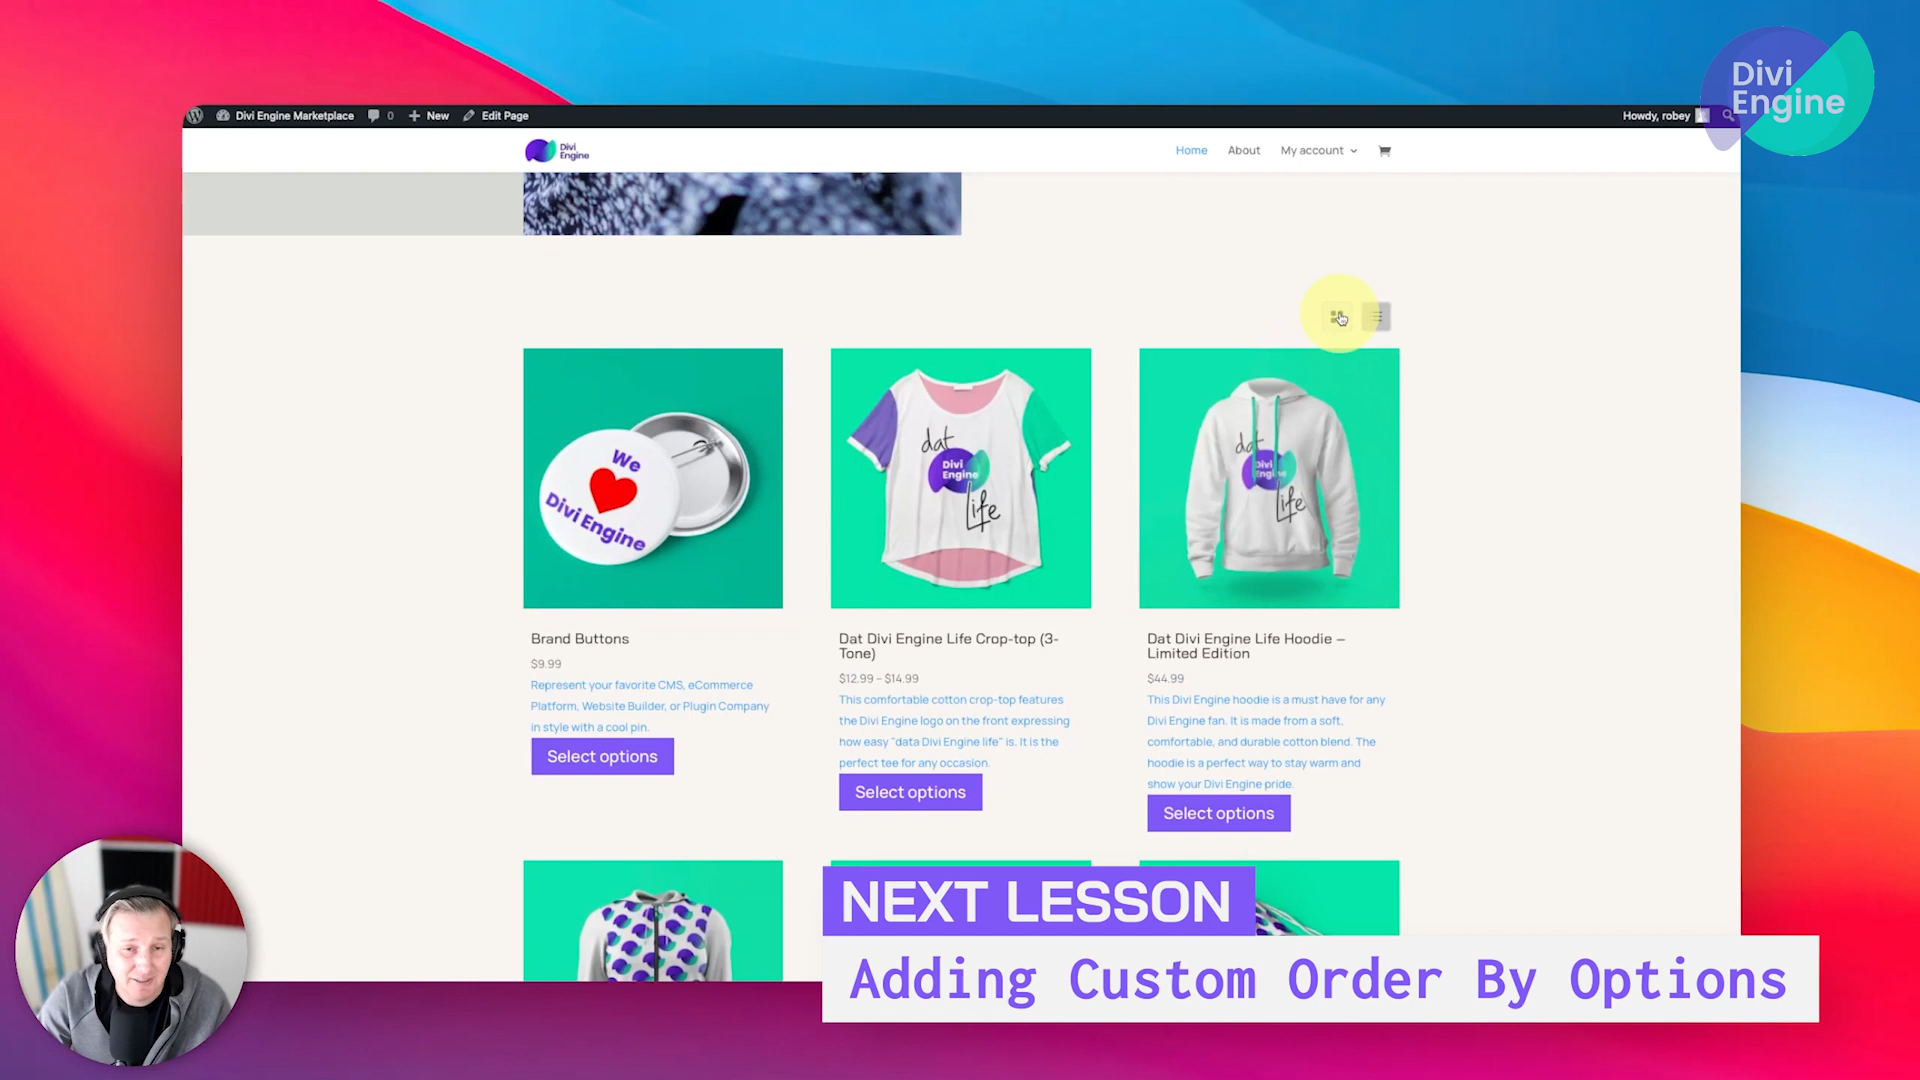 Divi
Engine
Divi Engine Marketplace
0
New
Edit Page
Howdy, robey
Divi
Engine
Home
About
My account
We
Divi Engine
dat
Divi
Engine
Life
dat
Divi
Engine
Life
Brand Buttons
$9.99
Represent your favorite CMS, eCommerce
Platform, Website Builder, or Plugin Company
in style with a cool pin.
Select options
Dat Divi Engine Life Crop-top (3-
Tone)
$12.99 – $14.99
This comfortable cotton crop-top features
the Divi Engine logo on the front expressing
how easy "data Divi Engine life" is. It is the
perfect tee for any occasion.
Select options
Dat Divi Engine Life Hoodie –
Limited Edition
$44.99
This Divi Engine hoodie is a must have for any
Divi Engine fan. It is made from a soft,
comfortable, and durable cotton blend. The
hoodie is a perfect way to stay warm and
show your Divi Engine pride.
Select options
NEXT LESSON
Adding Custom Order By Options